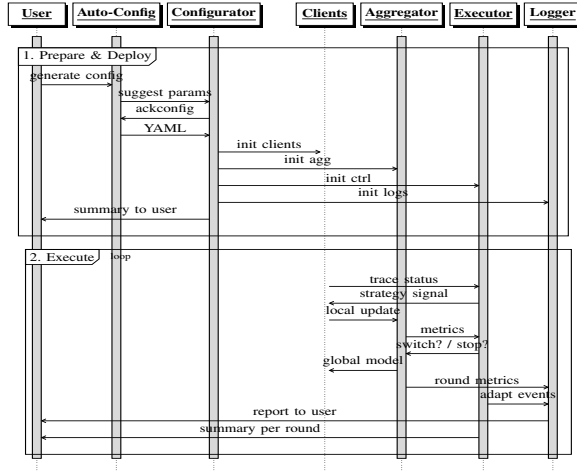 User Auto-Config Configurator Clients Aggregator Executor Logger
1. Prepare & Deploy
generate config
suggest params
ackconfig
YAML
init clients
init agg
init ctrl
init logs
summary to user
2. Execute loop
trace status
strategy signal
local update
metrics
switch? / stop?
global model
round metrics
adapt events
report to user
summary per round